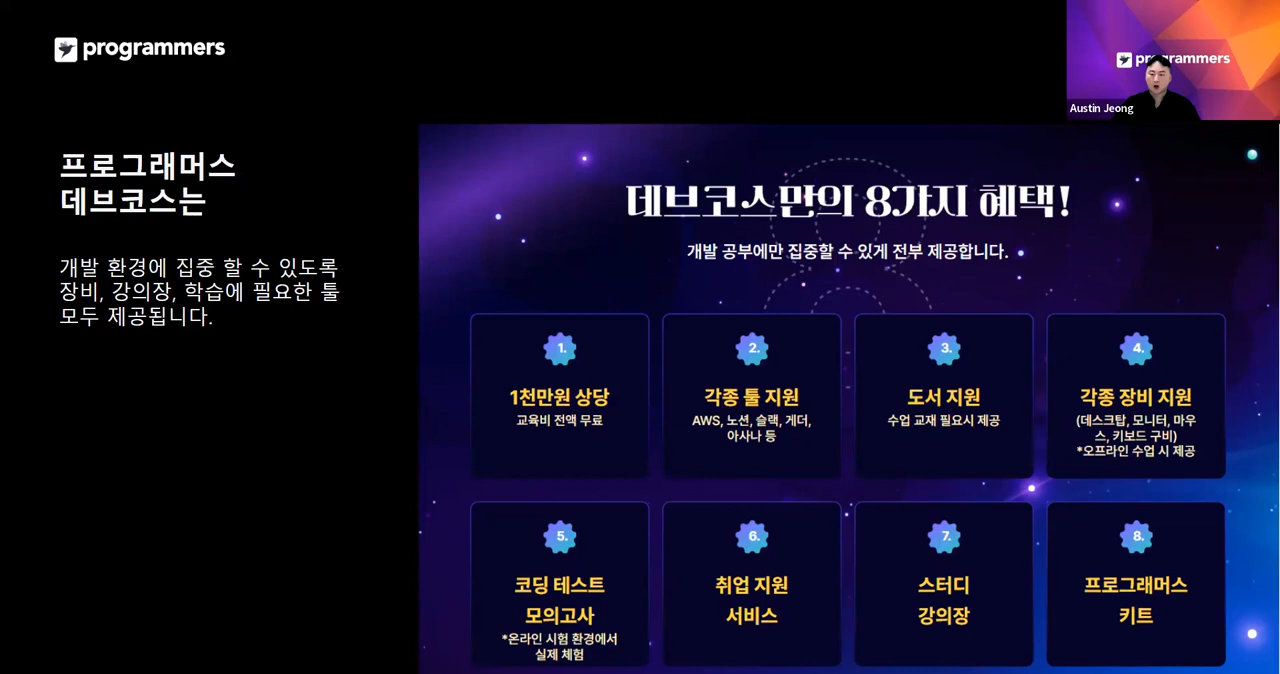 programmers
programmers
Austin Jeong
프로그래머스
데브코스는
개발 환경에 집중 할 수 있도록
장비, 강의장, 학습에 필요한 툴
모두 제공됩니다.
데브코스만의 8가지 혜택!
개발 공부에만 집중할 수 있게 전부 제공합니다.
1.
1천만원 상당
교육비 전액 무료
2.
각종 툴 지원
AWS, 노션, 슬랙, 게더,
아사나 등
3.
도서 지원
수업 교재 필요시 제공
4.
각종 장비 지원
(데스크탑, 모니터, 마우
스, 키보드 구비)
*오프라인 수업 시 제공
5.
코딩 테스트
모의고사
*온라인 시험 환경에서
실제 체험
6.
취업 지원
서비스
7.
스터디
강의장
8.
프로그래머스
키트